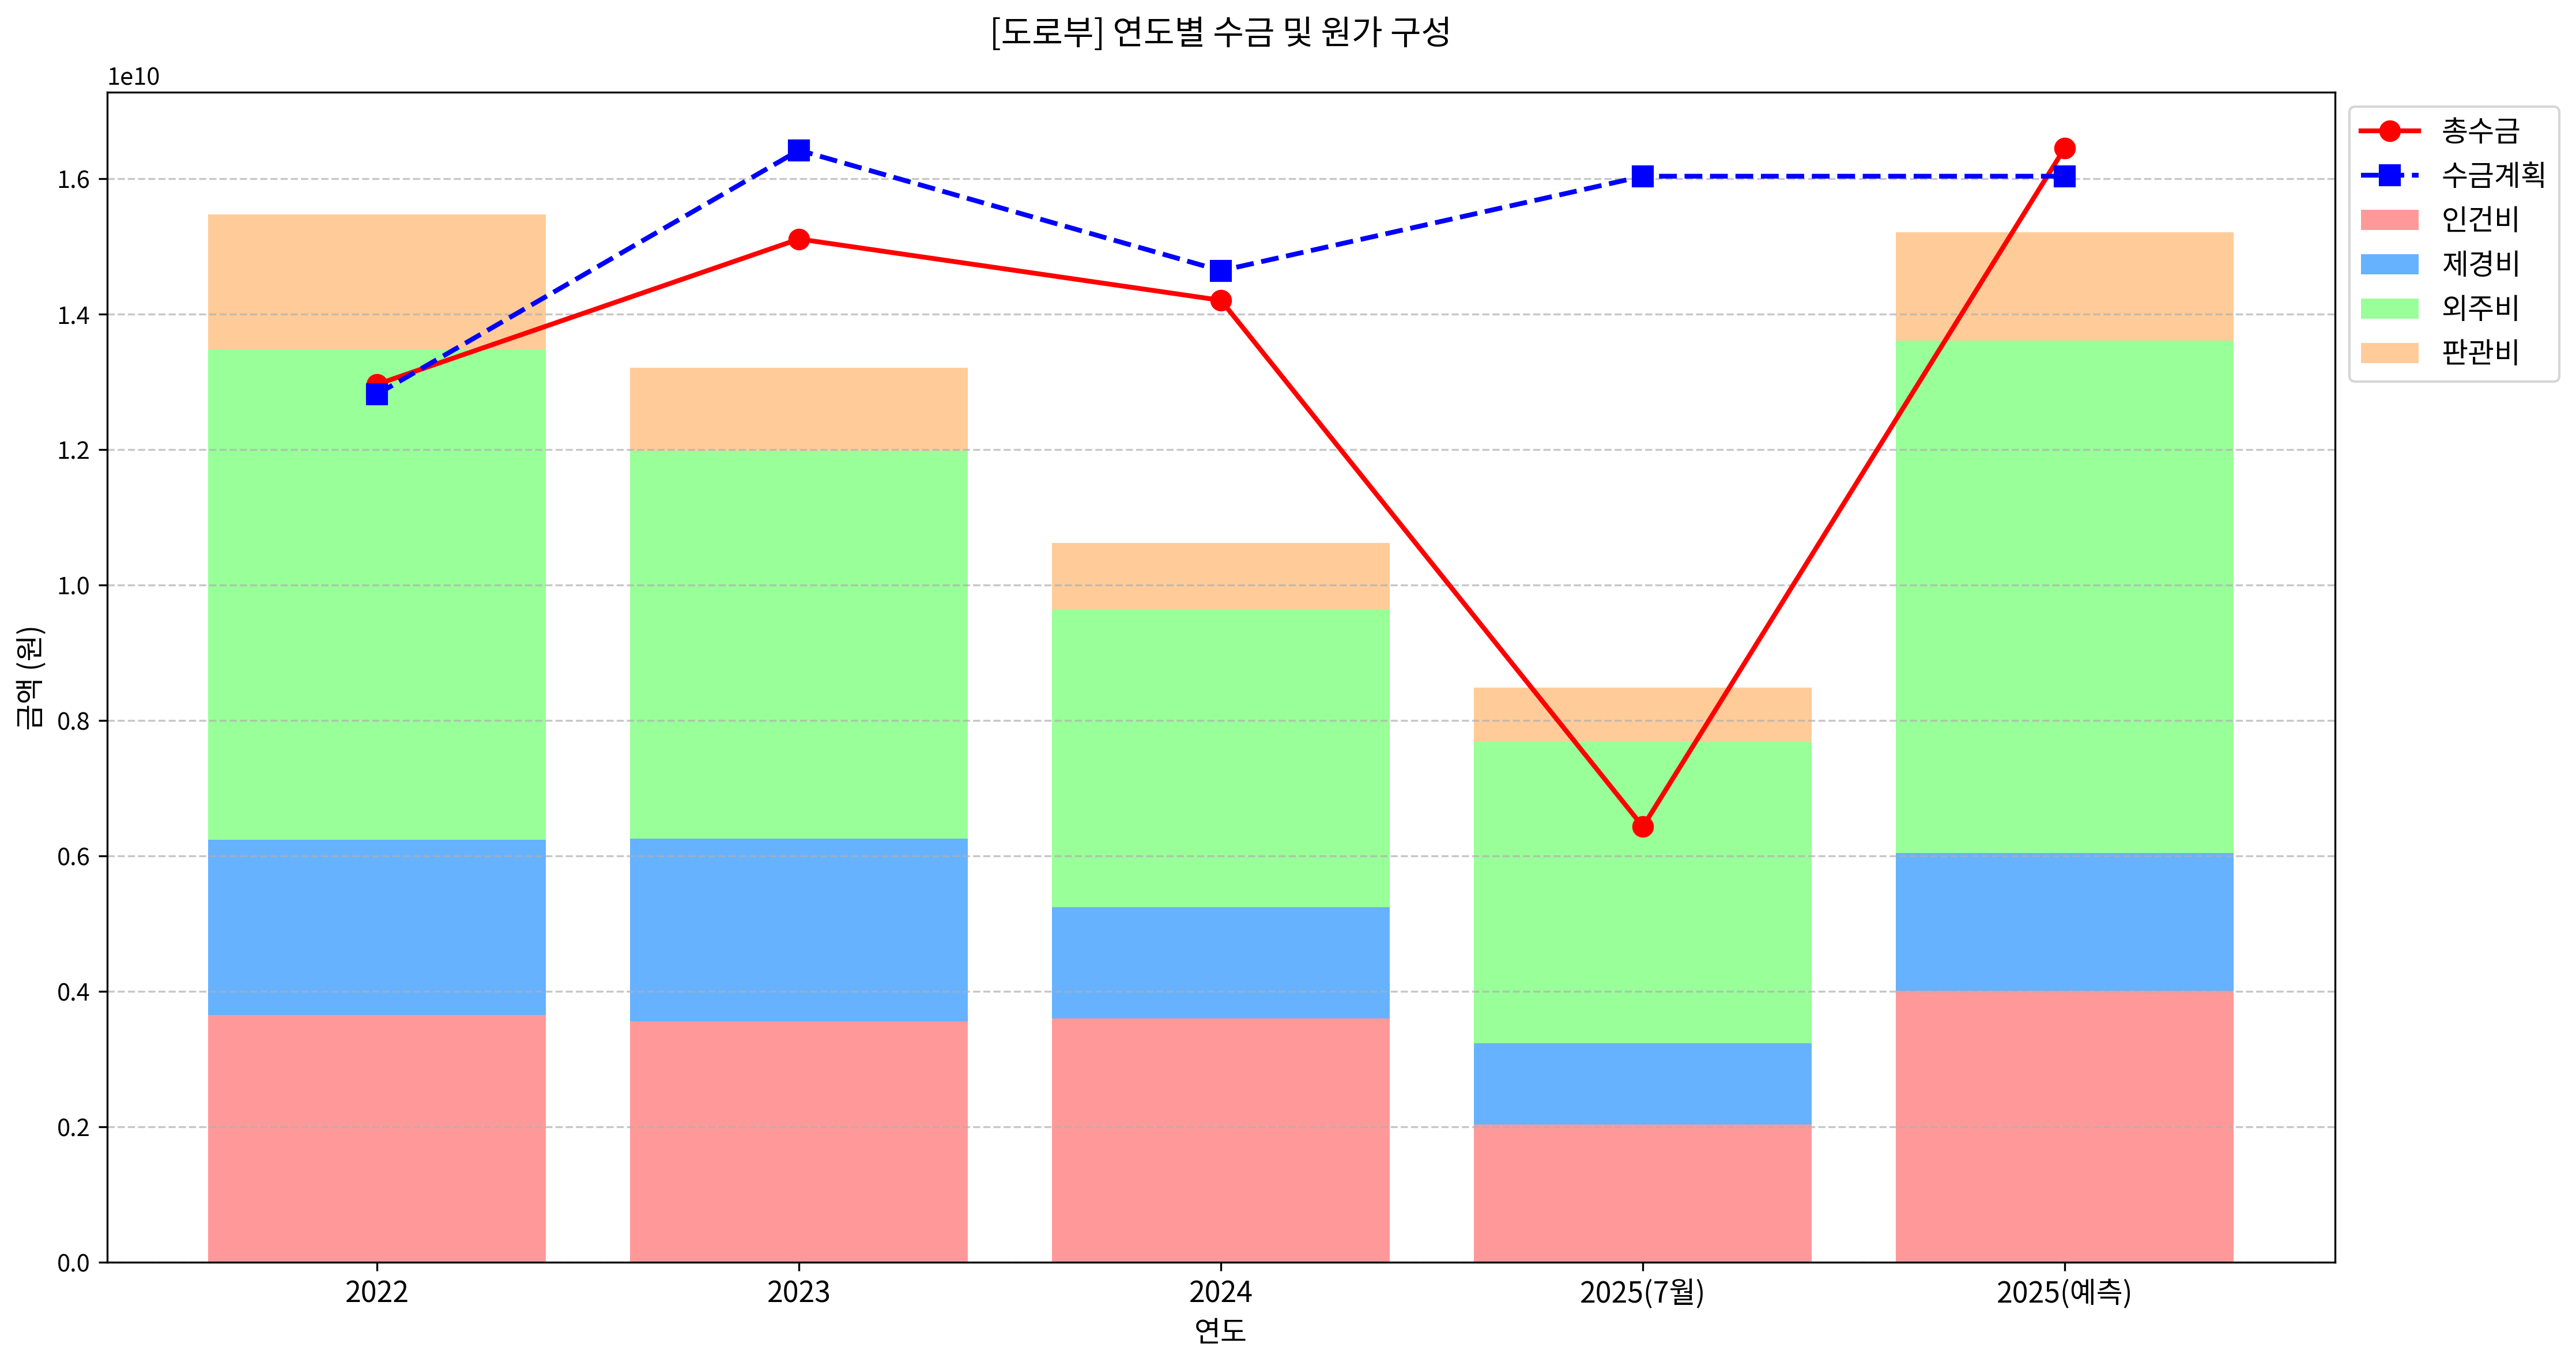 [도로부] 연도별 수금 및 원가 구성
1e10
1.6
1.4
1.2
1.0
0.8
0.6
0.4
0.2
0.0
금액 (원)
2022
2023
2024
2025(7월)
2025(예측)
연도
총수금
수금계획
인건비
제경비
외주비
판관비